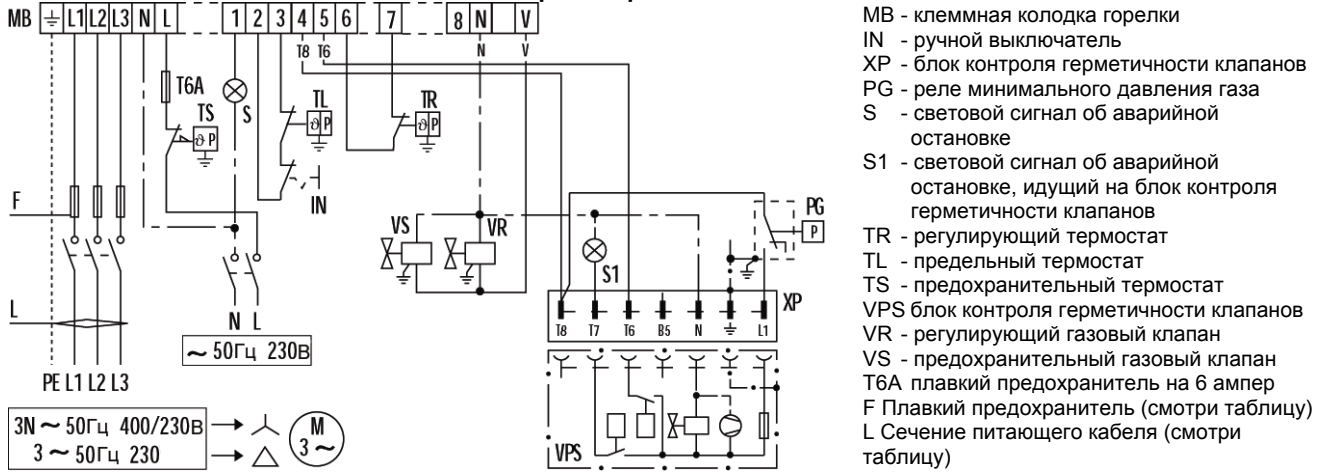 MB ⏚ L1 L2 L3 N L 1 2 3 4 5 6 7 8 N V
T8 T6 N V
T6A
TS
S
TL
TR
ϑ P
ϑ P
ϑ P
IN
F
L
VS
VR
S1
PG
P
XP
T8 T7 T6 B5 N ⏚ L1
N L
~ 50Гц 230В
PE L1 L2 L3
3N ~ 50Гц 400/230В
3 ~ 50Гц 230
M
3 ~
VPS
MB - клеммная колодка горелки
IN - ручной выключатель
XP - блок контроля герметичности клапанов
PG - реле минимального давления газа
S - световой сигнал об аварийной
остановке
S1 - световой сигнал об аварийной
остановке, идущий на блок контроля
герметичности клапанов
TR - регулирующий термостат
TL - предельный термостат
TS - предохранительный термостат
VPS блок контроля герметичности клапанов
VR - регулирующий газовый клапан
VS - предохранительный газовый клапан
T6A плавкий предохранитель на 6 ампер
F Плавкий предохранитель (смотри таблицу)
L Сечение питающего кабеля (смотри
таблицу)